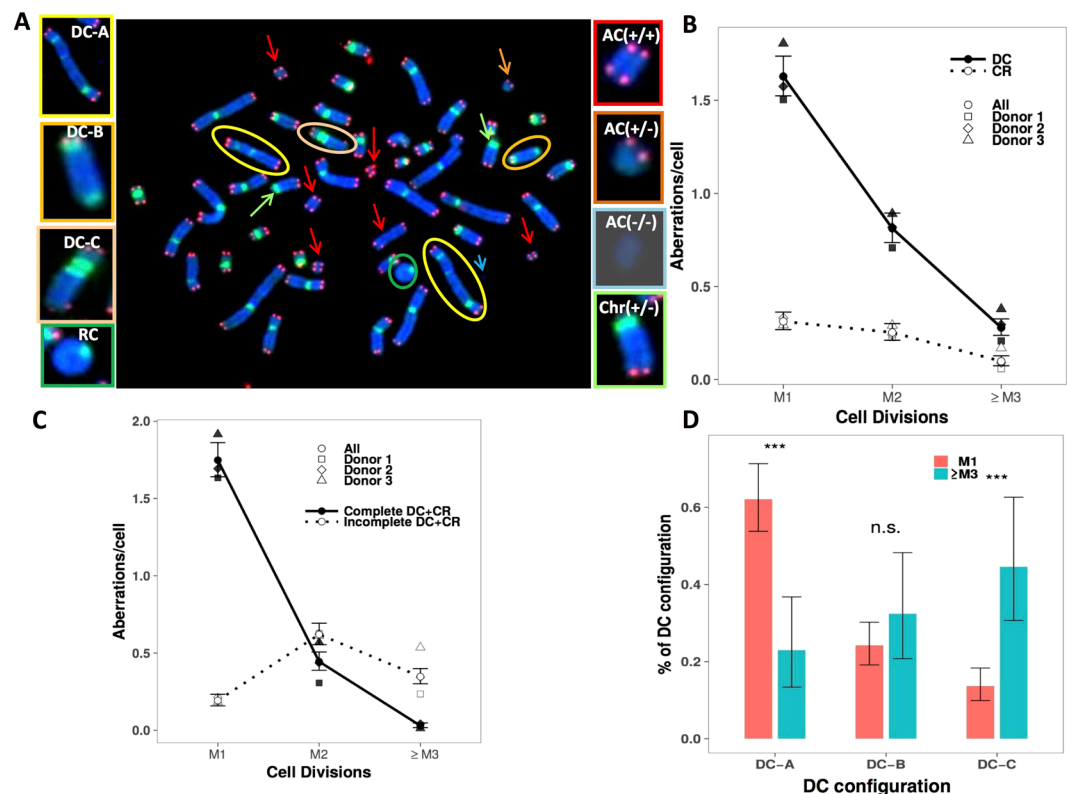 A
DC-A
DC-B
DC-C
RC
AC(+/+)
AC(+/-)
AC(-/-)
Chr(+/-)
B
Aberrations/cell
1.5
1.0
0.5
0.0
M1
M2
≥ M3
Cell Divisions
DC
CR
All
Donor 1
Donor 2
Donor 3
C
Aberrations/cell
2.0
1.5
1.0
0.5
0.0
M1
M2
≥ M3
Cell Divisions
All
Donor 1
Donor 2
Donor 3
Complete DC+CR
Incomplete DC+CR
D
% of DC configuration
0.6
0.4
0.2
0.0
***
n.s.
***
M1
≥M3
DC−A
DC−B
DC−C
DC configuration